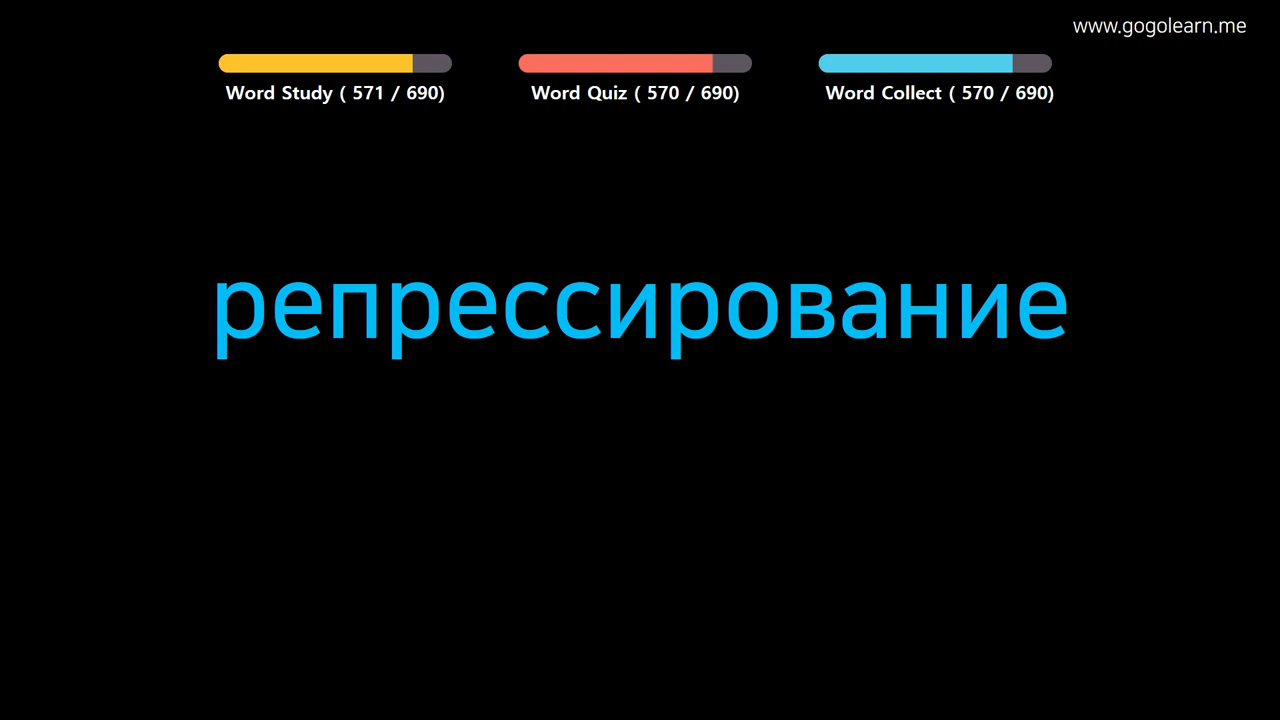 www.gogolearn.me
Word Study ( 571 / 690)
Word Quiz ( 570 / 690)
Word Collect ( 570 / 690)
репрессирование